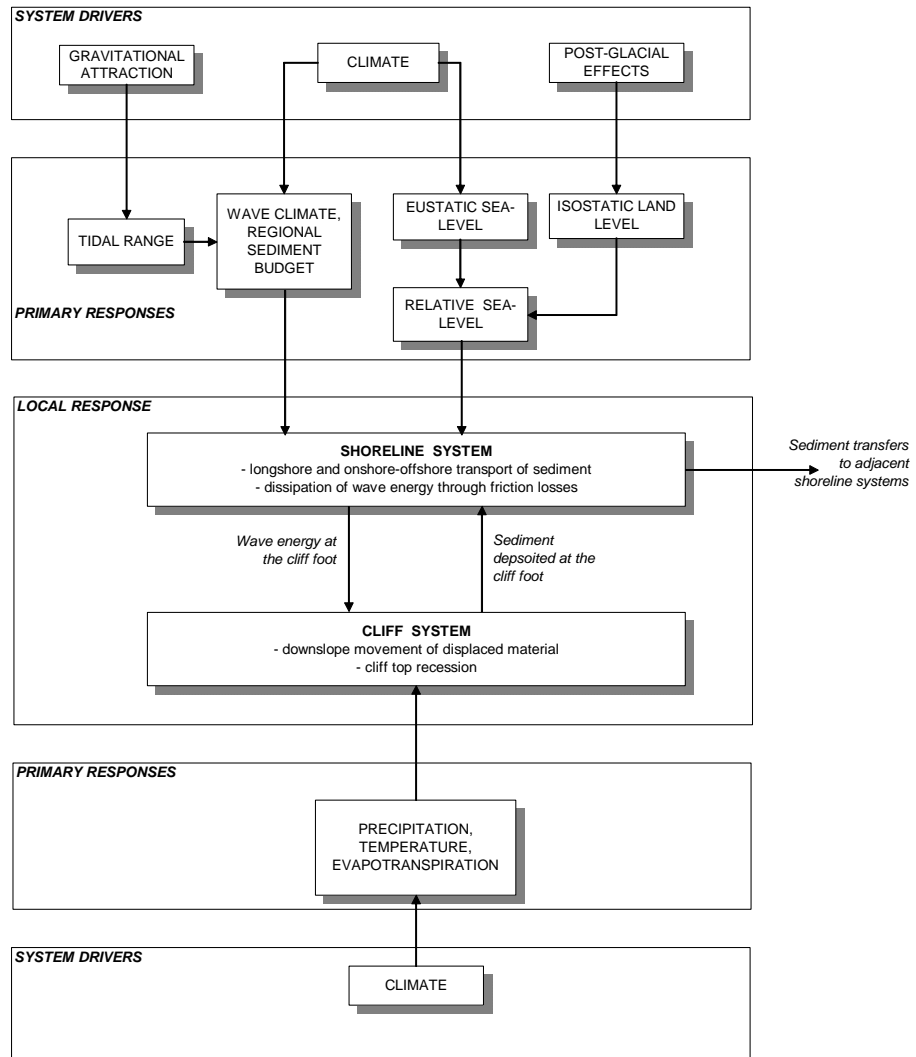 SYSTEM DRIVERS
GRAVITATIONAL
ATTRACTION
CLIMATE
POST-GLACIAL
EFFECTS
TIDAL RANGE
WAVE CLIMATE,
REGIONAL
SEDIMENT
BUDGET
EUSTATIC SEA-
LEVEL
ISOSTATIC LAND
LEVEL
RELATIVE SEA-
LEVEL
PRIMARY RESPONSES
LOCAL RESPONSE
SHORELINE SYSTEM
- longshore and onshore-offshore transport of sediment
- dissipation of wave energy through friction losses
Sediment transfers
to adjacent
shoreline systems
Wave energy at
the cliff foot
Sediment
depsoited at the
cliff foot
CLIFF SYSTEM
- downslope movement of displaced material
- cliff top recession
PRIMARY RESPONSES
PRECIPITATION,
TEMPERATURE,
EVAPOTRANSPIRATION
SYSTEM DRIVERS
CLIMATE